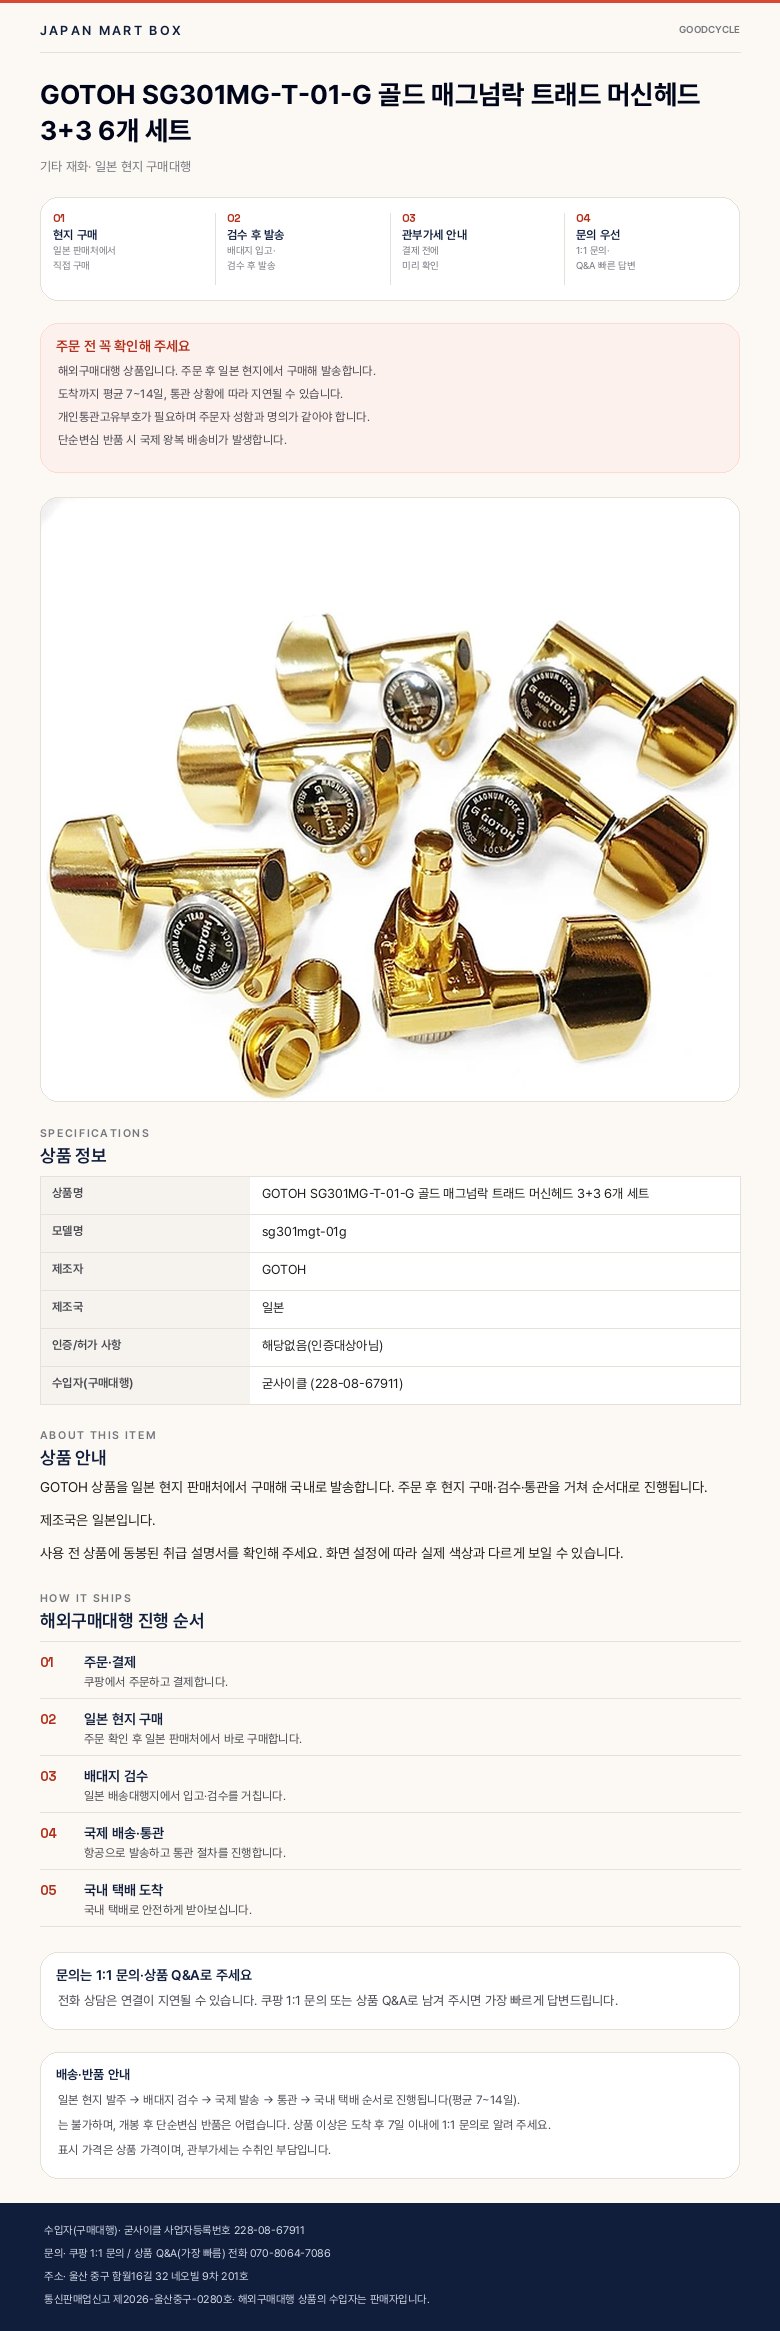 JAPAN MART BOX
GOODCYCLE
GOTOH SG301MG-T-01-G 골드 매그넘락 트래드 머신헤드
3+3 6개 세트
기타 재화· 일본 현지 구매대행
01
현지 구매
일본 판매처에서
직접 구매
02
검수 후 발송
배대지 입고·
검수 후 발송
03
관부가세 안내
결제 전에
미리 확인
04
문의 우선
1:1 문의·
Q&A 빠른 답변
주문 전 꼭 확인해 주세요
해외구매대행 상품입니다. 주문 후 일본 현지에서 구매해 발송합니다.
도착까지 평균 7~14일, 통관 상황에 따라 지연될 수 있습니다.
개인통관고유부호가 필요하며 주문자 성함과 명의가 같아야 합니다.
단순변심 반품 시 국제 왕복 배송비가 발생합니다.
MAGNUM LOCK·TRAD
GOTOH
JAPAN
RELEASE
LOCK
MAGNUM LOCK·TRAD
GOTOH
JAPAN
RELEASE
LOCK
MAGNUM LOCK·TRAD
GOTOH
JAPAN
RELEASE
LOCK
SPECIFICATIONS
상품 정보
상품명
GOTOH SG301MG-T-01-G 골드 매그넘락 트래드 머신헤드 3+3 6개 세트
모델명
sg301mgt-01g
제조자
GOTOH
제조국
일본
인증/허가 사항
해당없음(인증대상아님)
수입자(구매대행)
굳사이클 (228-08-67911)
ABOUT THIS ITEM
상품 안내
GOTOH 상품을 일본 현지 판매처에서 구매해 국내로 발송합니다. 주문 후 현지 구매·검수·통관을 거쳐 순서대로 진행됩니다.
제조국은 일본입니다.
사용 전 상품에 동봉된 취급 설명서를 확인해 주세요. 화면 설정에 따라 실제 색상과 다르게 보일 수 있습니다.
HOW IT SHIPS
해외구매대행 진행 순서
01
주문·결제
쿠팡에서 주문하고 결제합니다.
02
일본 현지 구매
주문 확인 후 일본 판매처에서 바로 구매합니다.
03
배대지 검수
일본 배송대행지에서 입고·검수를 거칩니다.
04
국제 배송·통관
항공으로 발송하고 통관 절차를 진행합니다.
05
국내 택배 도착
국내 택배로 안전하게 받아보십니다.
문의는 1:1 문의·상품 Q&A로 주세요
전화 상담은 연결이 지연될 수 있습니다. 쿠팡 1:1 문의 또는 상품 Q&A로 남겨 주시면 가장 빠르게 답변드립니다.
배송·반품 안내
일본 현지 발주 → 배대지 검수 → 국제 발송 → 통관 → 국내 택배 순서로 진행됩니다(평균 7~14일).
는 불가하며, 개봉 후 단순변심 반품은 어렵습니다. 상품 이상은 도착 후 7일 이내에 1:1 문의로 알려 주세요.
표시 가격은 상품 가격이며, 관부가세는 수취인 부담입니다.
수입자(구매대행)· 굳사이클 사업자등록번호 228-08-67911
문의· 쿠팡 1:1 문의 / 상품 Q&A(가장 빠름) 전화 070-8064-7086
주소· 울산 중구 함월16길 32 네오빌 9차 201호
통신판매업신고 제2026-울산중구-0280호· 해외구매대행 상품의 수입자는 판매자입니다.